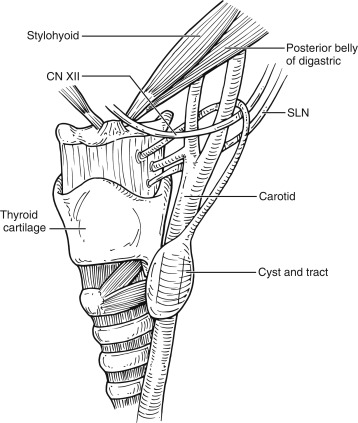 Stylohyoid
Posterior belly
of digastric
CN XII
SLN
Carotid
Thyroid
cartilage
Cyst and tract